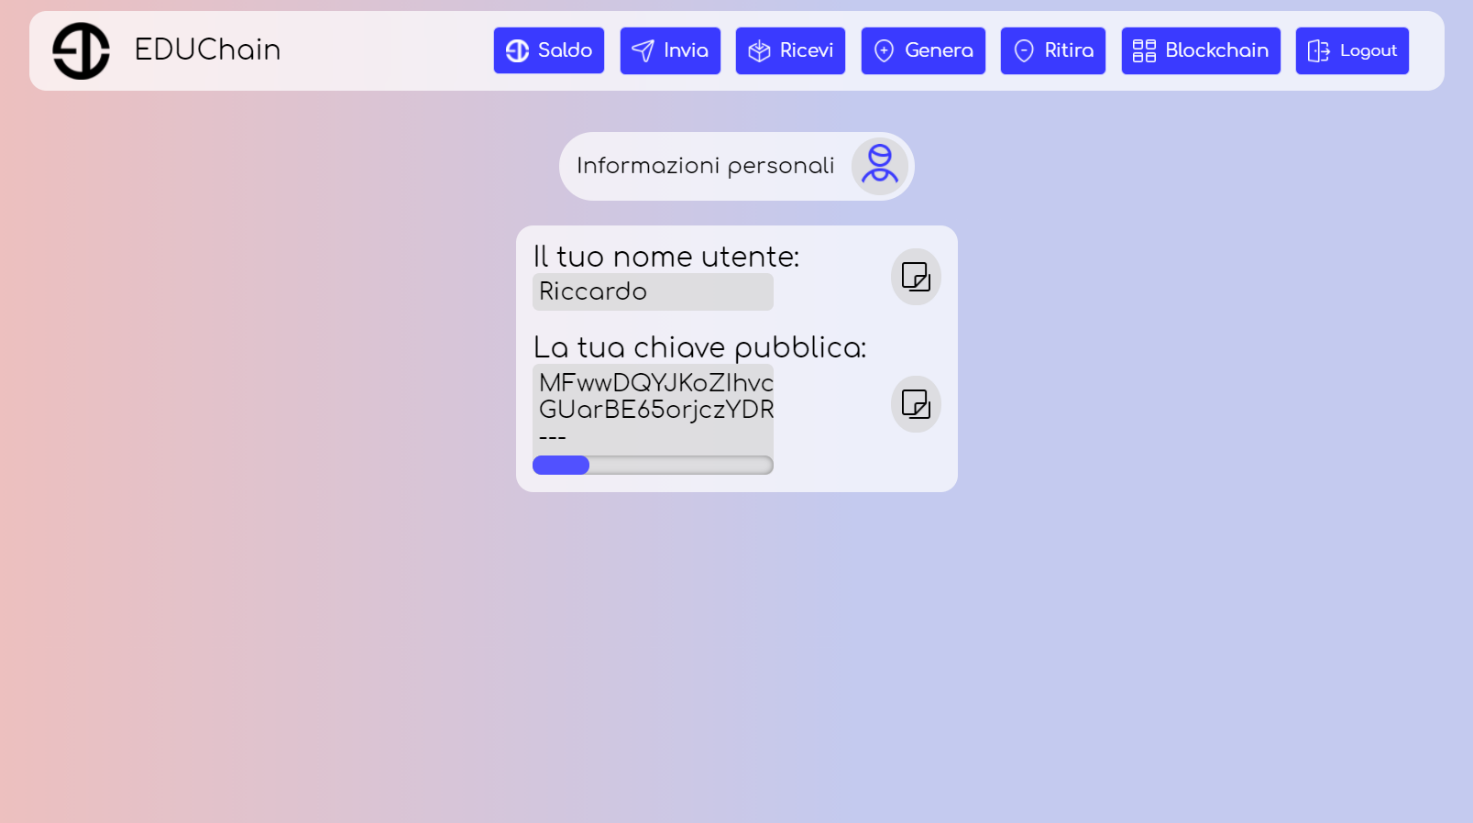 EDUChain
Saldo
Invia
Ricevi
Genera
Ritira
Blockchain
Logout
Informazioni personali
Il tuo nome utente:
Riccardo
La tua chiave pubblica:
MFwwDQYJKoZIhvc
GUarBE65orjczYDR
---